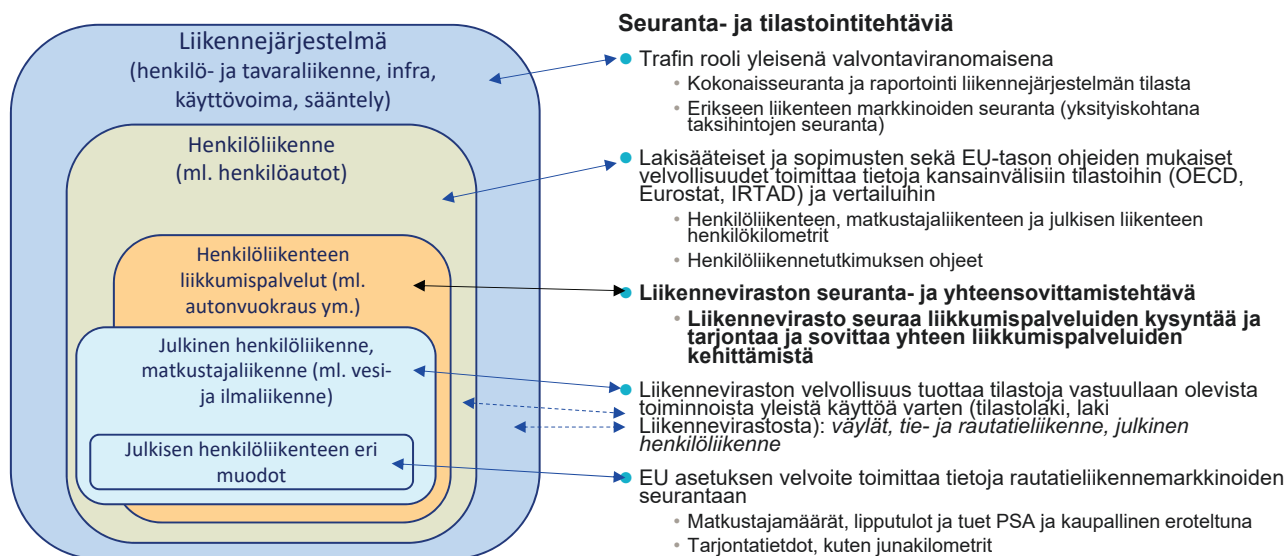 Liikennejärjestelmä
(henkilö- ja tavaraliikenne, infra,
käyttövoima, sääntely)
Henkilöliikenne
(ml. henkilöautot)
Henkilöliikenteen
liikkumispalvelut (ml.
autonvuokraus ym.)
Julkinen henkilöliikenne,
matkustajaliikenne (ml. vesi-
ja ilmaliikenne)
Julkisen henkilöliikenteen eri
muodot
Seuranta- ja tilastointitehtäviä
Trafin rooli yleisenä valvontaviranomaisena
Kokonaisseuranta ja raportointi liikennejärjestelmän tilasta
Erikseen liikenteen markkinoiden seuranta (yksityiskohtana
taksihintojen seuranta)
Lakisääteiset ja sopimusten sekä EU-tason ohjeiden mukaiset
velvollisuudet toimittaa tietoja kansainvälisiin tilastoihin (OECD,
Eurostat, IRTAD) ja vertailuihin
Henkilöliikenteen, matkustajaliikenteen ja julkisen liikenteen
henkilökilometrit
Henkilöliikennetutkimuksen ohjeet
Liikenneviraston seuranta- ja yhteensovittamistehtävä
Liikennevirasto seuraa liikkumispalveluiden kysyntää ja
tarjontaa ja sovittaa yhteen liikkumispalveluiden
kehittämistä
Liikenneviraston velvollisuus tuottaa tilastoja vastuullaan olevista
toiminnoista yleistä käyttöä varten (tilastolaki, laki
Liikennevirastosta): väylät, tie- ja rautatieliikenne, julkinen
henkilöliikenne
EU asetuksen velvoite toimittaa tietoja rautatieliikennemarkkinoiden
seurantaan
Matkustajamäärät, lipputulot ja tuet PSA ja kaupallinen eroteltuna
Tarjontatietdot, kuten junakilometrit